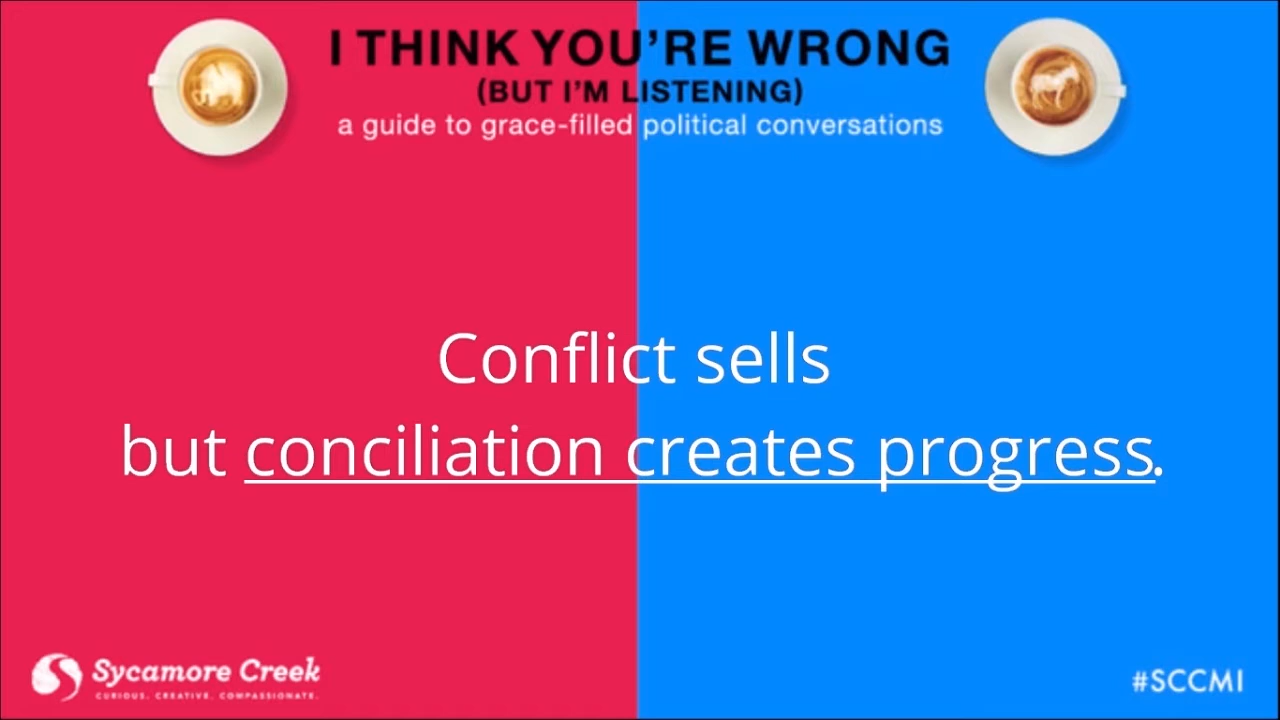 I THINK YOU'RE WRONG
(BUT I'M LISTENING)
a guide to grace-filled political conversations
Conflict sells
but conciliation creates progress.
Sycamore Creek
CURIOUS. CREATIVE. COMPASSIONATE.
#SCCMI